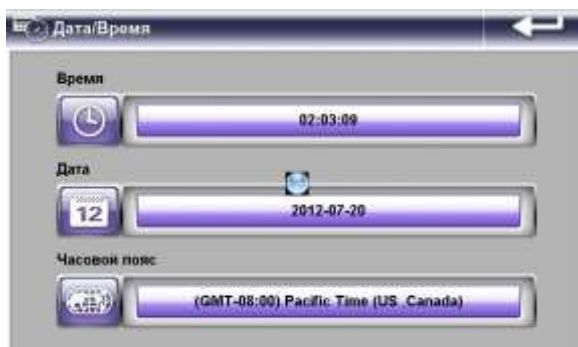 Дата/Время
Время
02:03:09
Дата
12
2012-07-20
Часовой пояс
(GMT-08:00) Pacific Time (US Canada)